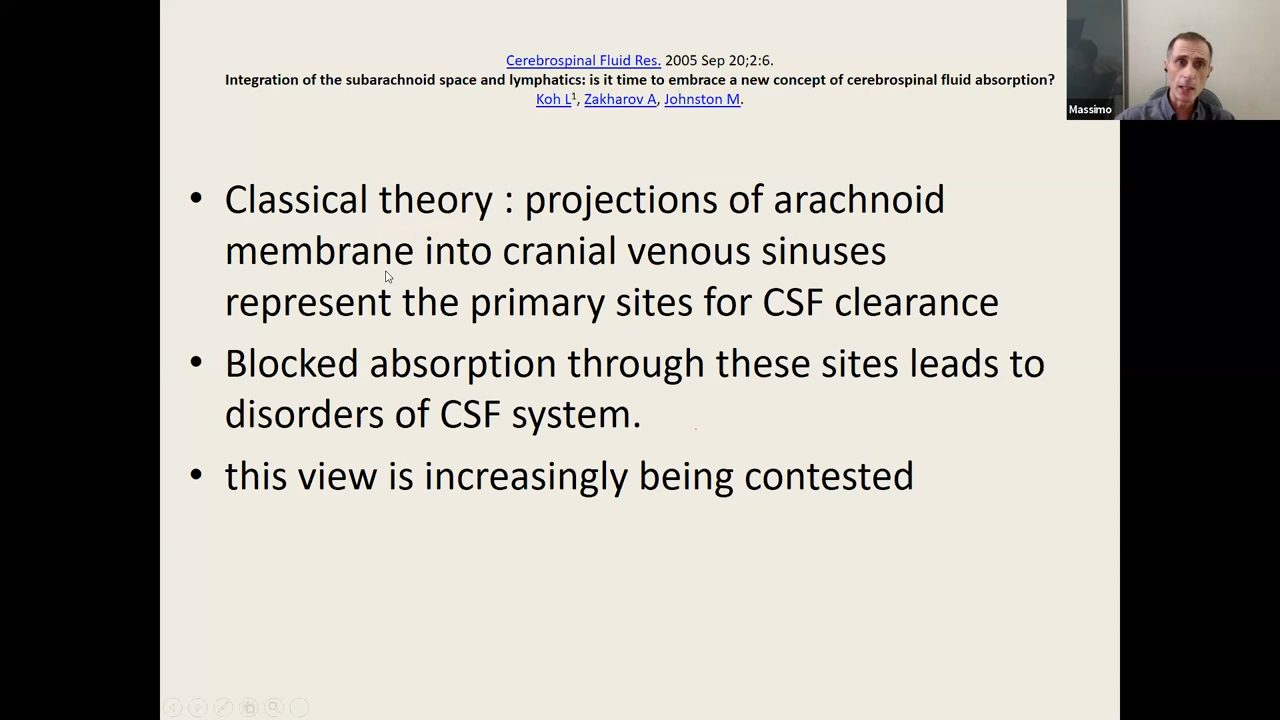 Cerebrospinal Fluid Res. 2005 Sep 20;2:6.
Integration of the subarachnoid space and lymphatics: is it time to embrace a new concept of cerebrospinal fluid absorption?
Koh L1, Zakharov A, Johnston M.
Massimo
• Classical theory : projections of arachnoid
membrane into cranial venous sinuses
represent the primary sites for CSF clearance
• Blocked absorption through these sites leads to
disorders of CSF system.
• this view is increasingly being contested